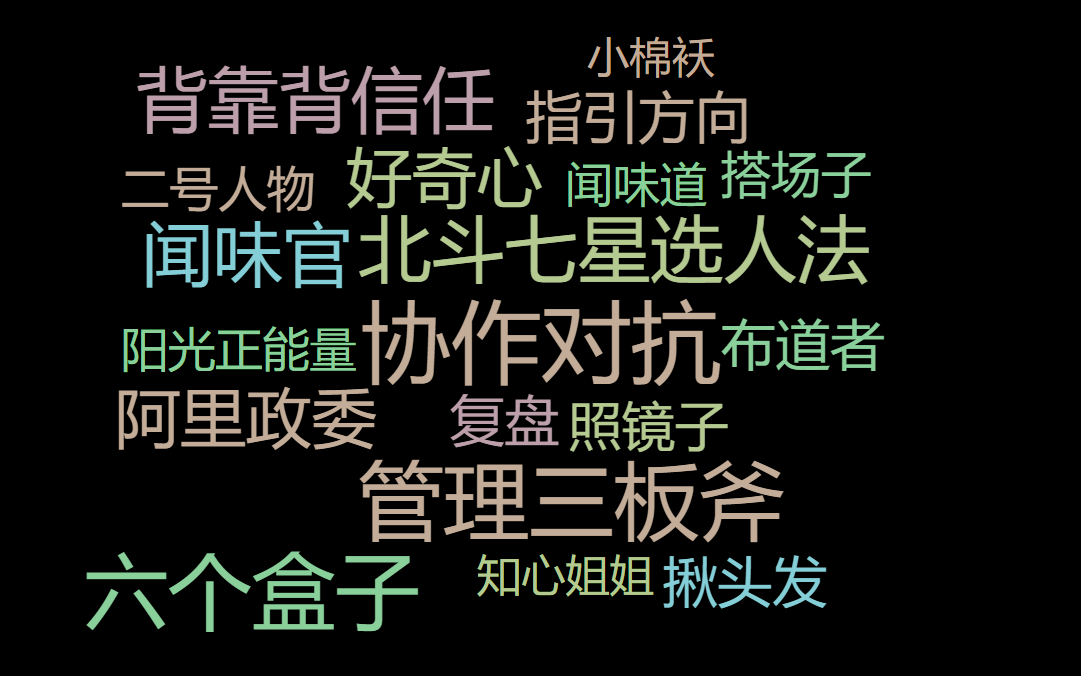 小棉袄
背靠背信任
指引方向
二号人物
好奇心
闻味道
搭场子
闻味官
北斗七星选人法
阳光正能量
协作对抗
布道者
阿里政委
复盘
照镜子
管理三板斧
六个盒子
知心姐姐
揪头发